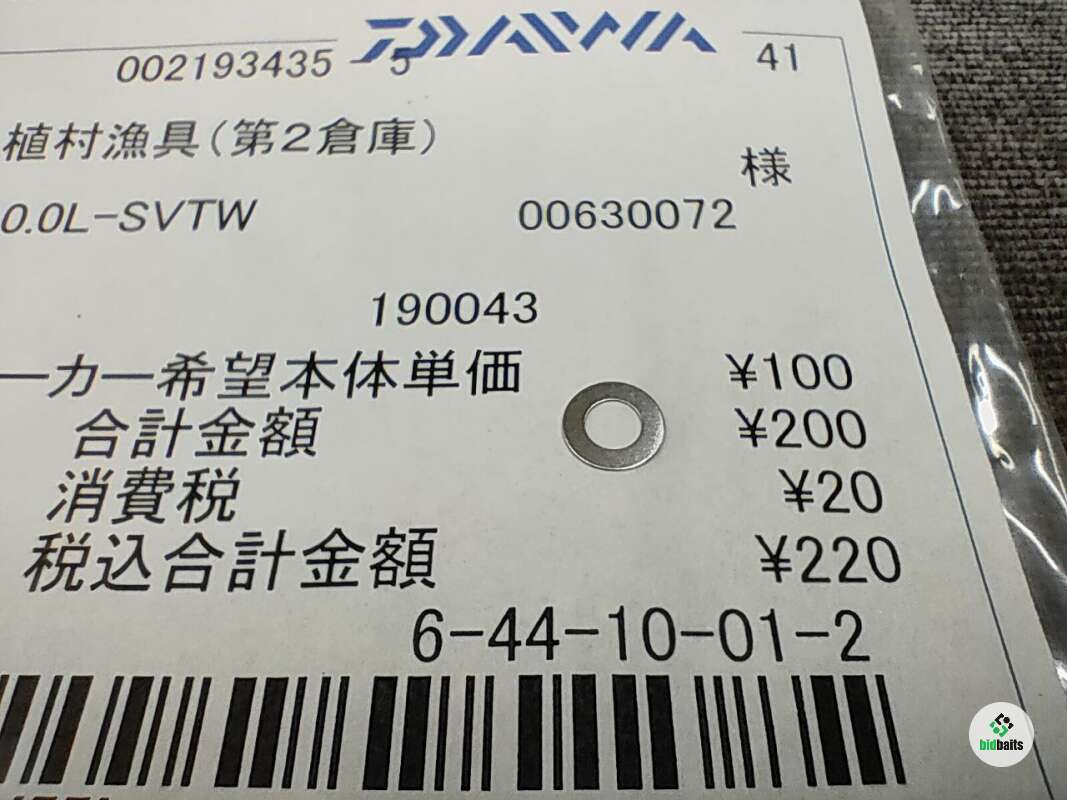 DAIWA
002193435 5 41
植村漁具(第2倉庫)
様
0.0L-SVTW 00630072
190043
ーカー希望本体単価 ¥100
合計金額 ¥200
消費税 ¥20
税込合計金額 ¥220
6-44-10-01-2
bidbaits